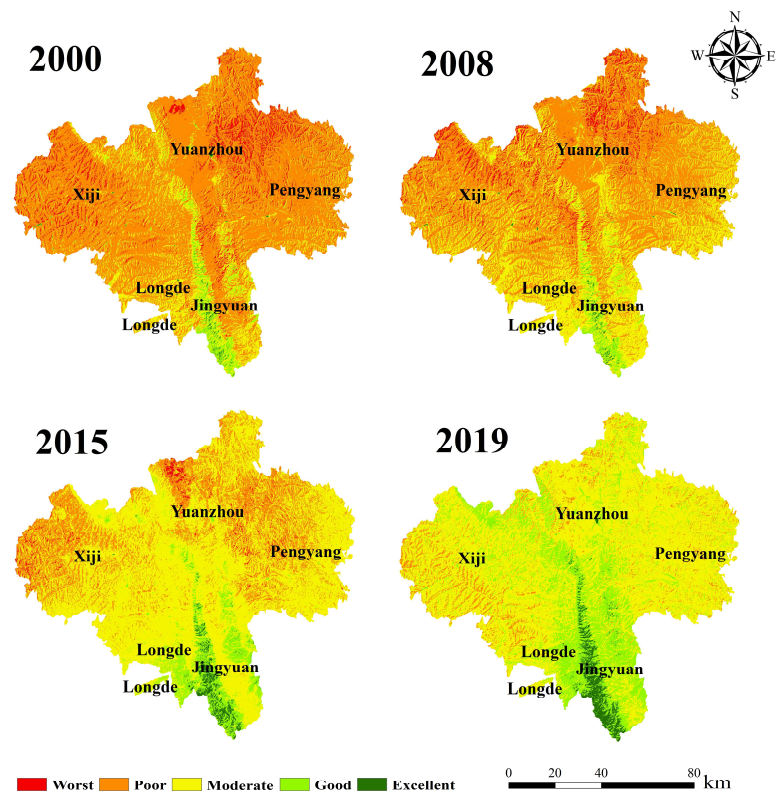 2000
Yuanzhou
Xiji
Pengyang
Longde
Jingyuan
Longde
2008
N
W E
S
Yuanzhou
Xiji
Pengyang
Longde
Jingyuan
Longde
2015
Yuanzhou
Xiji
Pengyang
Longde
Jingyuan
Longde
2019
Yuanzhou
Xiji
Pengyang
Longde
Jingyuan
Longde
Worst Poor Moderate Good Excellent
0 20 40 80 km